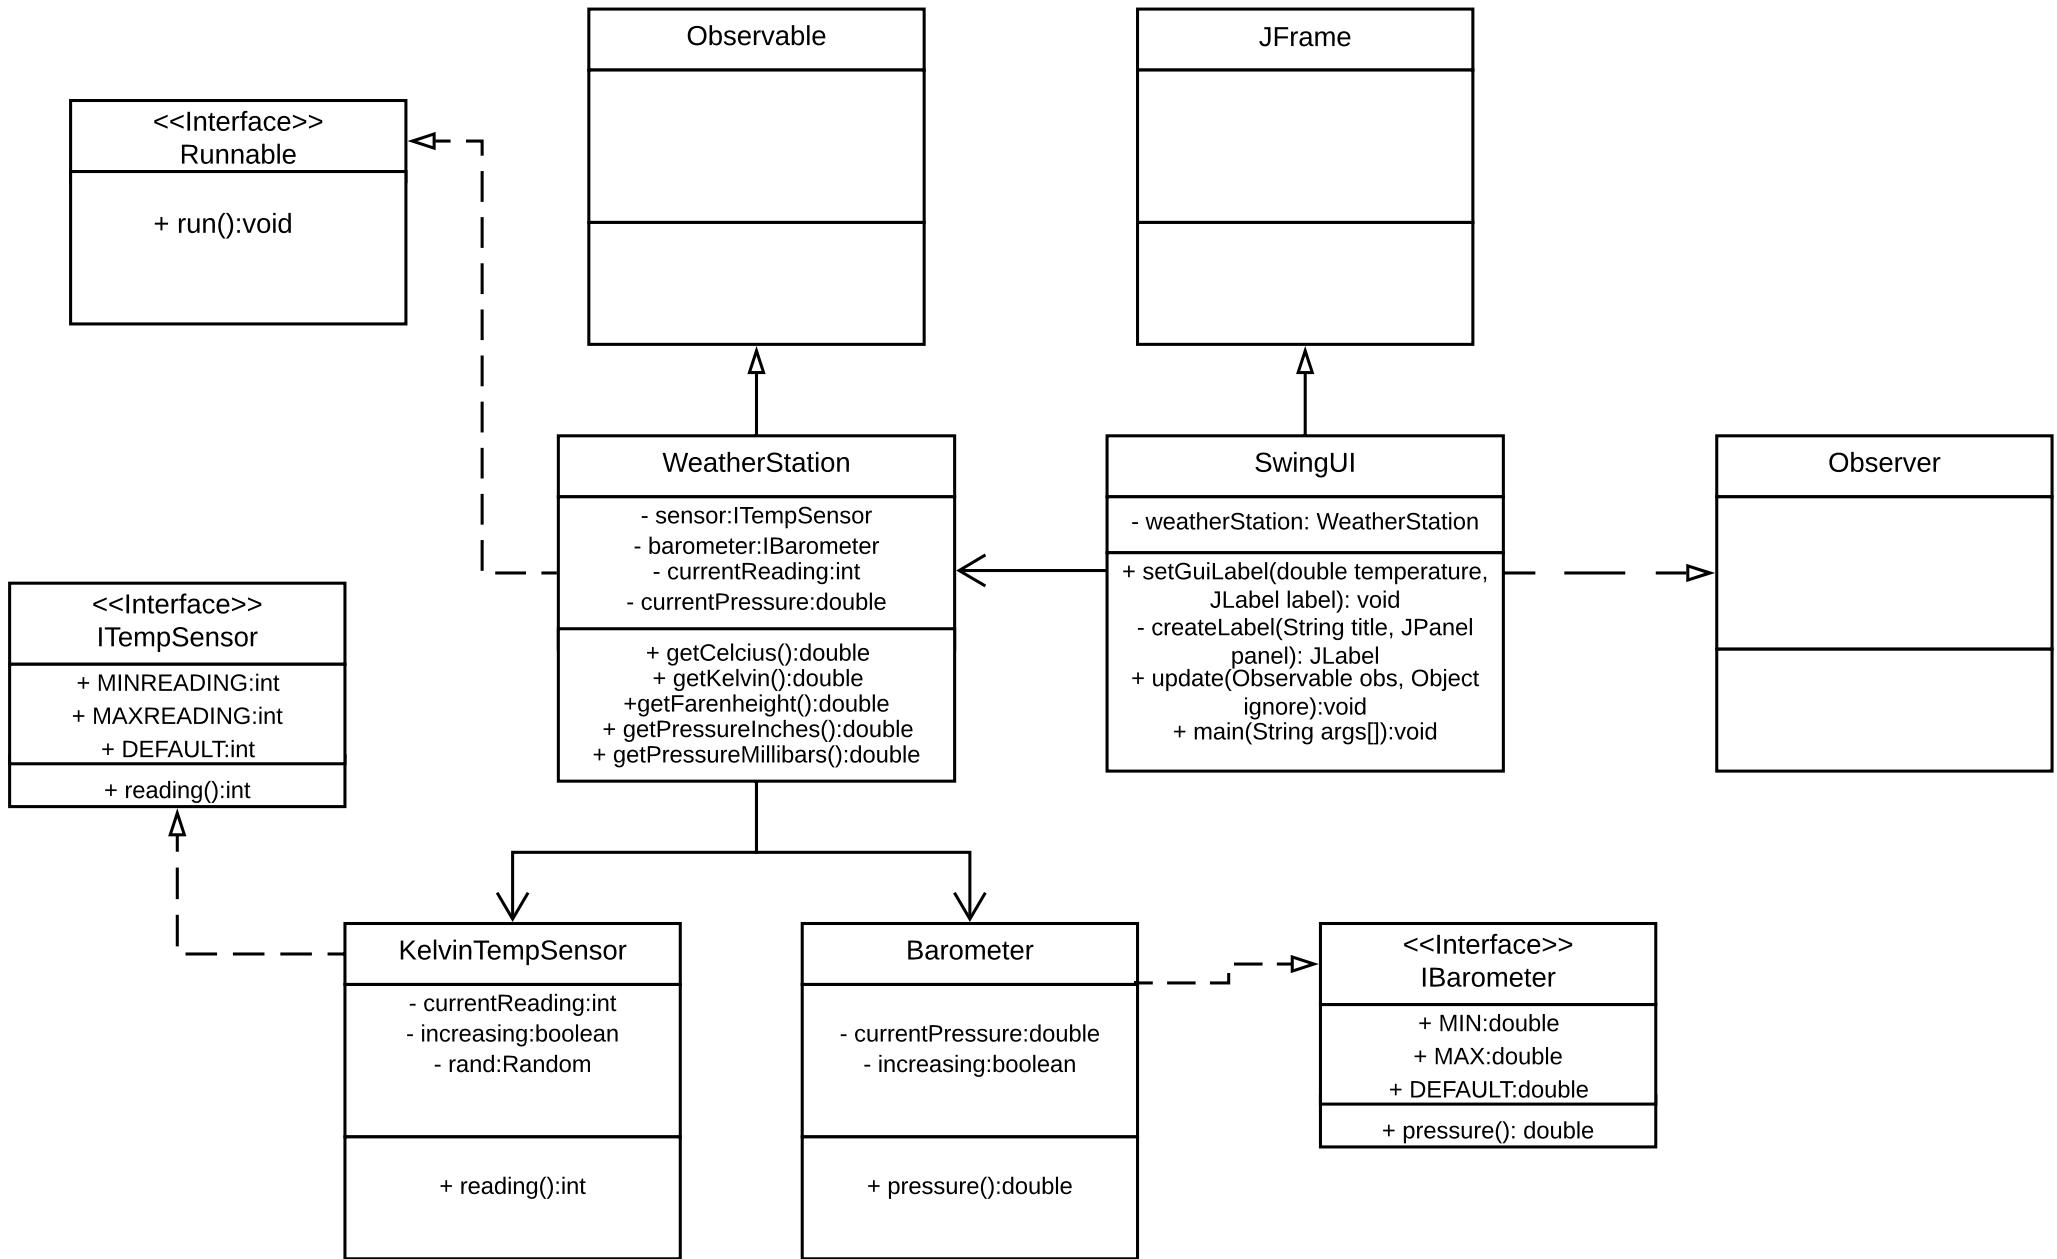 Observable
JFrame
<<Interface>>
Runnable
+ run():void
WeatherStation
- sensor:ITempSensor
- barometer:IBarometer
- currentReading:int
- currentPressure:double
+ getCelcius():double
+ getKelvin():double
+getFarenheight():double
+ getPressureInches():double
+ getPressureMillibars():double
SwingUI
- weatherStation: WeatherStation
+ setGuiLabel(double temperature,
JLabel label): void
- createLabel(String title, JPanel
panel): JLabel
+ update(Observable obs, Object
ignore):void
+ main(String args[]):void
Observer
<<Interface>>
ITempSensor
+ MINREADING:int
+ MAXREADING:int
+ DEFAULT:int
+ reading():int
KelvinTempSensor
- currentReading:int
- increasing:boolean
- rand:Random
+ reading():int
Barometer
- currentPressure:double
- increasing:boolean
+ pressure():double
<<Interface>>
IBarometer
+ MIN:double
+ MAX:double
+ DEFAULT:double
+ pressure(): double